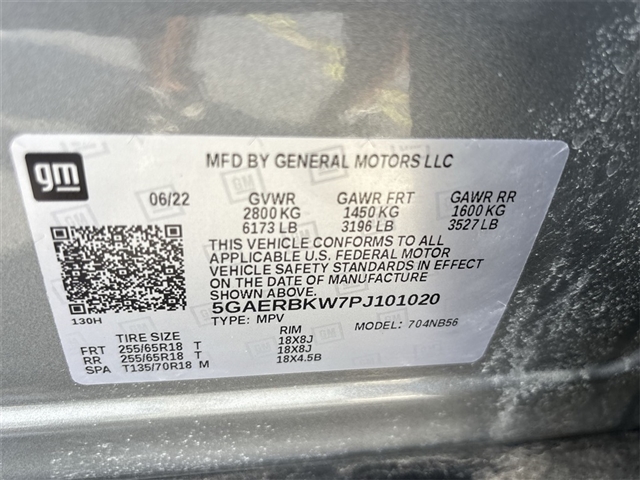 gm
MFD BY GENERAL MOTORS LLC
06/22 GVWR GAWR FRT GAWR RR
2800 KG 1450 KG 1600 KG
6173 LB 3196 LB 3527 LB
THIS VEHICLE CONFORMS TO ALL
APPLICABLE U.S. FEDERAL MOTOR
VEHICLE SAFETY STANDARDS IN EFFECT
ON THE DATE OF MANUFACTURE
SHOWN ABOVE.
5GAERBKW7PJ101020
130H TYPE: MPV MODEL: 704NB56
TIRE SIZE RIM
FRT 255/65R18 T 18X8J
RR 255/65R18 T 18X8J
SPA T135/70R18 M 18X4.5B